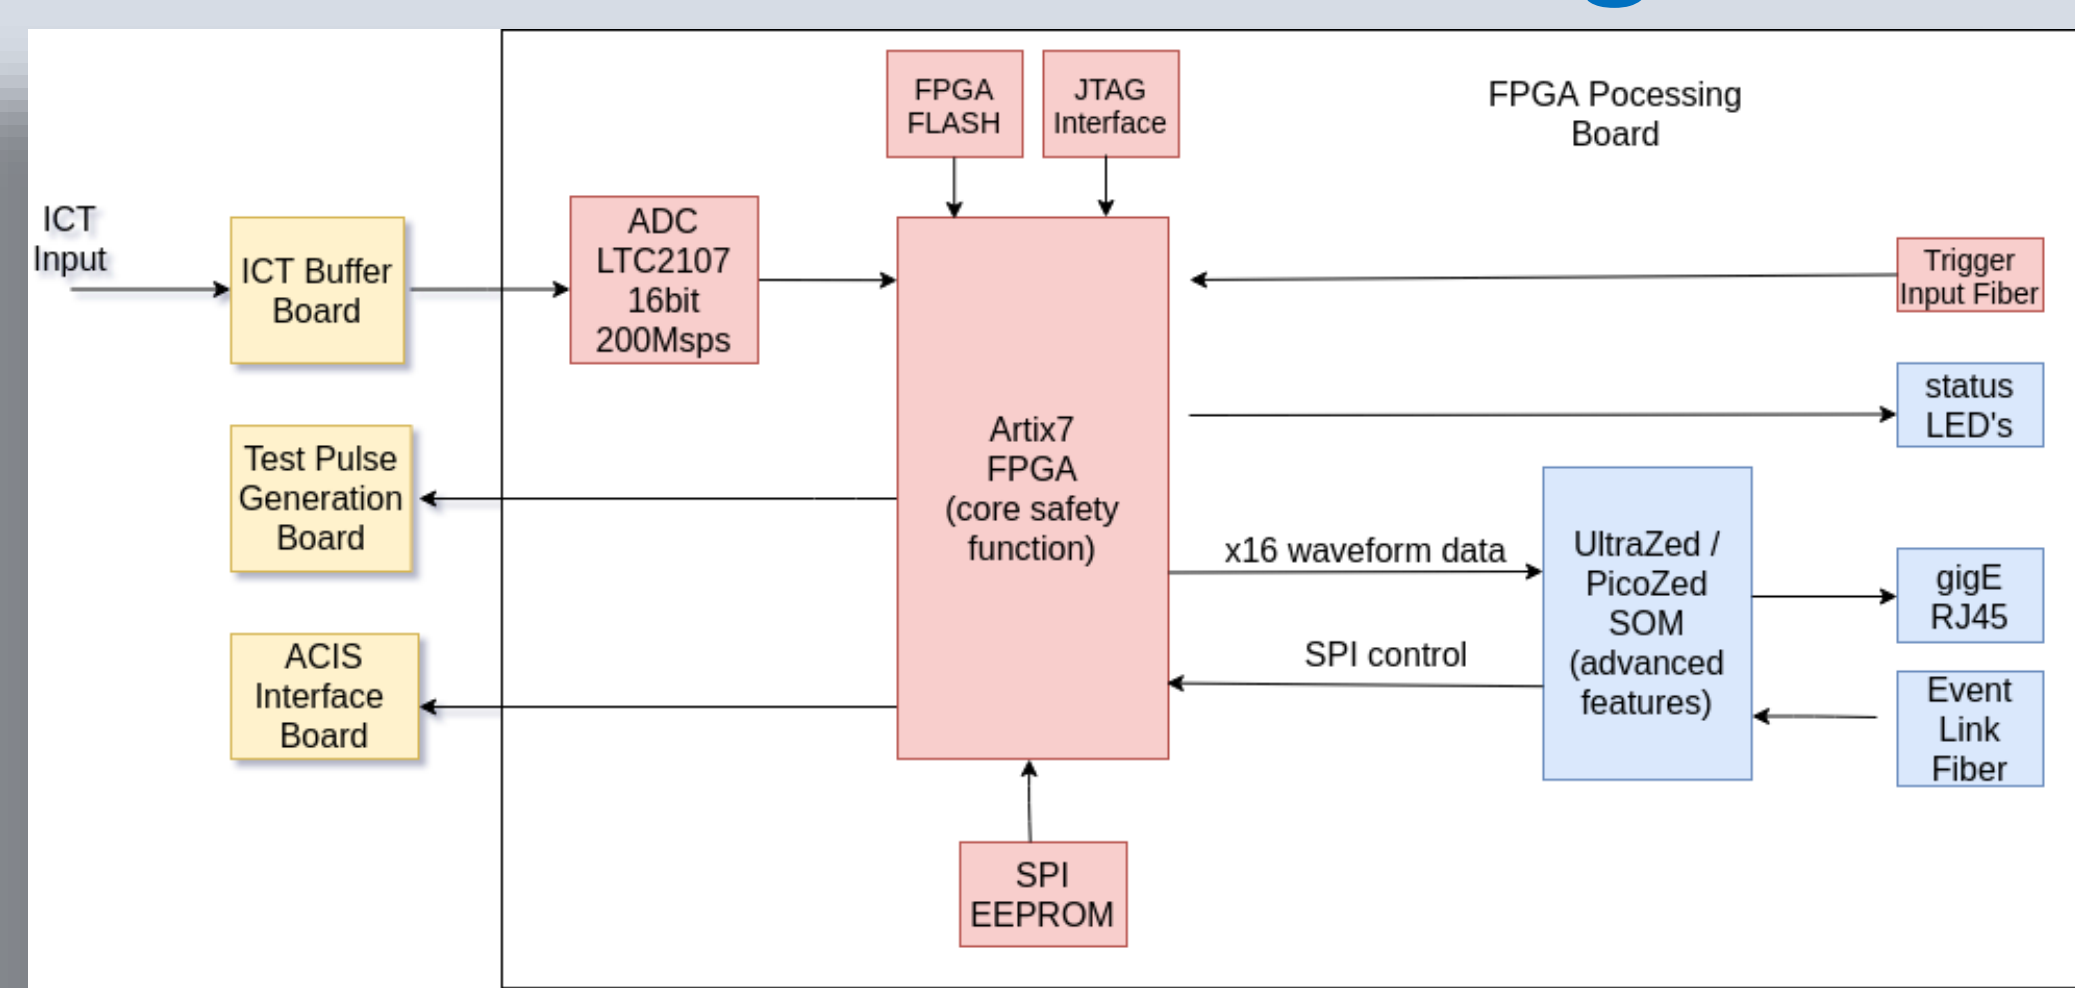 FPGA
FLASH
JTAG
Interface
FPGA Pocessing
Board
ICT
Input
ICT Buffer
Board
ADC
LTC2107
16bit
200Msps
Trigger
Input Fiber
status
LED's
Test Pulse
Generation
Board
Artix7
FPGA
(core safety
function)
x16 waveform data
UltraZed /
PicoZed
SOM
(advanced
features)
gigE
RJ45
SPI control
ACIS
Interface
Board
Event
Link
Fiber
SPI
EEPROM